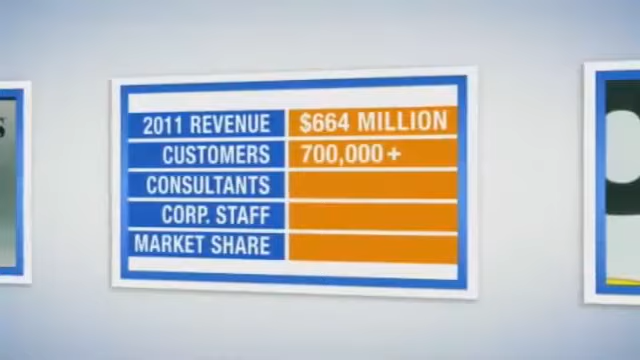 2011 REVENUE $664 MILLION
CUSTOMERS 700,000+
CONSULTANTS
CORP. STAFF
MARKET SHARE